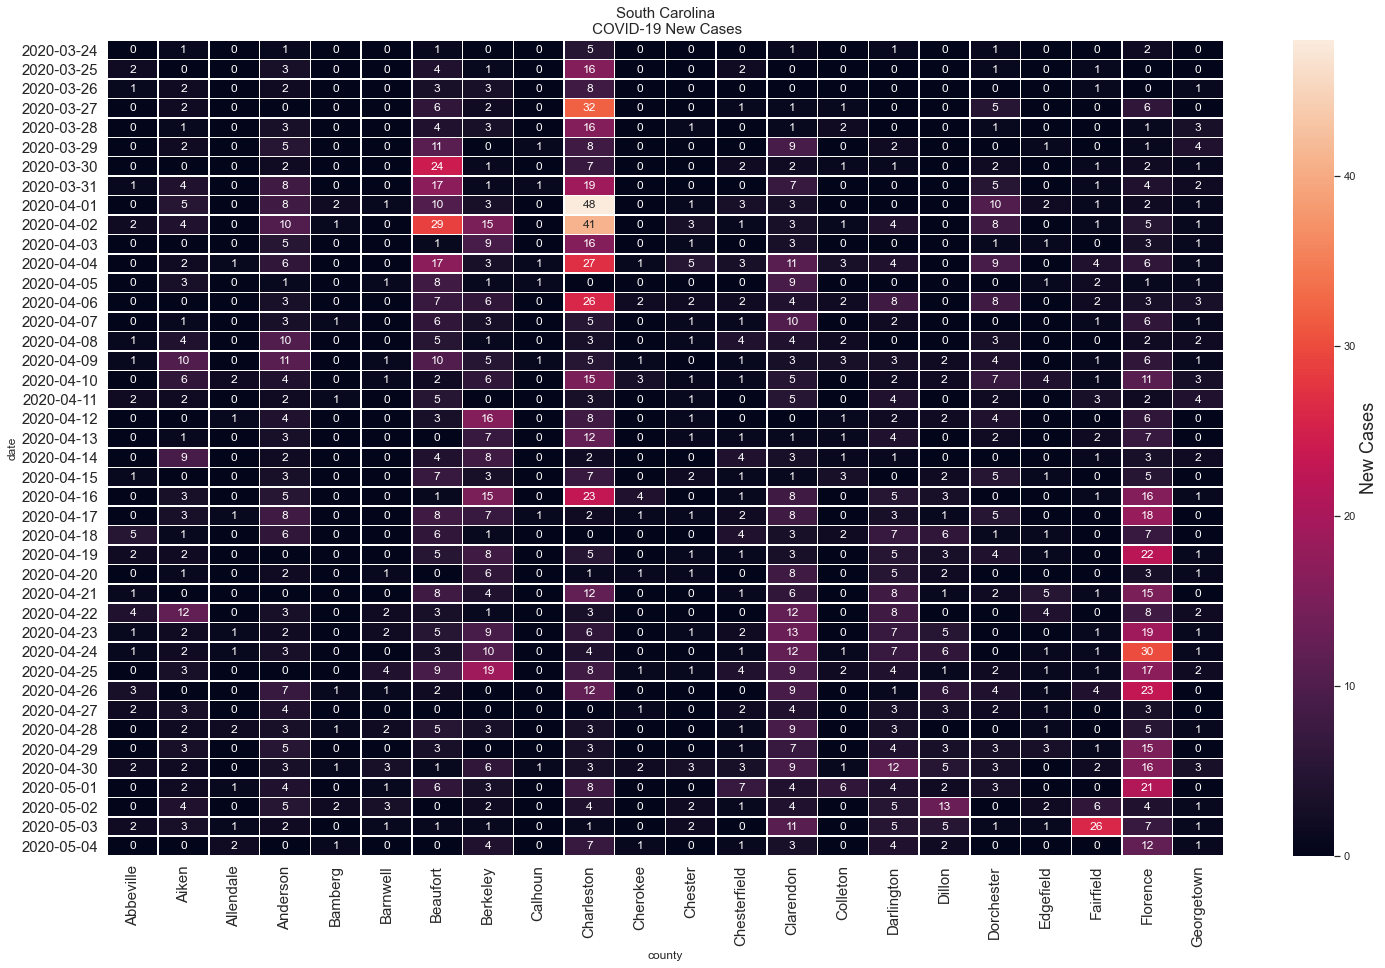 South Carolina
COVID-19 New Cases
2020-03-24 0 1 0 1 0 0 1 0 0 5 0 0 0 1 0 1 0 1 0 0 2 0
2020-03-25 2 0 0 3 0 0 4 1 0 16 0 0 2 0 0 0 0 1 0 1 0 0
2020-03-26 1 2 0 2 0 0 3 3 0 8 0 0 0 0 0 0 0 0 0 1 0 1
2020-03-27 0 2 0 0 0 0 6 2 0 32 0 0 1 1 1 0 0 5 0 0 6 0
2020-03-28 0 1 0 3 0 0 4 3 0 16 0 1 0 1 2 0 0 1 0 0 1 3
2020-03-29 0 2 0 5 0 0 11 0 1 8 0 0 0 9 0 2 0 0 1 0 1 4
2020-03-30 0 0 0 2 0 0 24 1 0 7 0 0 2 2 1 1 0 2 0 1 2 1
2020-03-31 1 4 0 8 0 0 17 1 1 19 0 0 0 7 0 0 0 5 0 1 4 2
2020-04-01 0 5 0 8 2 1 10 3 0 48 0 1 3 3 0 0 0 10 2 1 2 1
2020-04-02 2 4 0 10 1 0 29 15 0 41 0 3 1 3 1 4 0 8 0 1 5 1
2020-04-03 0 0 0 5 0 0 1 9 0 16 0 1 0 3 0 0 0 1 1 0 3 1
2020-04-04 0 2 1 6 0 0 17 3 1 27 1 5 3 11 3 4 0 9 0 4 6 1
2020-04-05 0 3 0 1 0 1 8 1 1 0 0 0 0 9 0 0 0 0 1 2 1 1
2020-04-06 0 0 0 3 0 0 7 6 0 26 2 2 2 4 2 8 0 8 0 2 3 3
2020-04-07 0 1 0 3 1 0 6 3 0 5 0 1 1 10 0 2 0 0 0 1 6 1
2020-04-08 1 4 0 10 0 0 5 1 0 3 0 1 4 4 2 0 0 3 0 0 2 2
2020-04-09 1 10 0 11 0 1 10 5 1 5 1 0 1 3 3 3 2 4 0 1 6 1
2020-04-10 0 6 2 4 0 1 2 6 0 15 3 1 1 5 0 2 2 7 4 1 11 3
2020-04-11 2 2 0 2 1 0 5 0 0 3 0 1 0 5 0 4 0 2 0 3 2 4
2020-04-12 0 0 1 4 0 0 3 16 0 8 0 1 0 0 1 2 2 4 0 0 6 0
2020-04-13 0 1 0 3 0 0 0 7 0 12 0 1 1 1 1 4 0 2 0 2 7 0
2020-04-14 0 9 0 2 0 0 4 8 0 2 0 0 4 3 1 1 0 0 0 1 3 2
2020-04-15 1 0 0 3 0 0 7 3 0 7 0 2 1 1 3 0 2 5 1 0 5 0
2020-04-16 0 3 0 5 0 0 1 15 0 23 4 0 1 8 0 5 3 0 0 1 16 1
2020-04-17 0 3 1 8 0 0 8 7 1 2 1 1 2 8 0 3 1 5 0 0 18 0
2020-04-18 5 1 0 6 0 0 6 1 0 0 0 0 4 3 2 7 6 1 1 0 7 0
2020-04-19 2 2 0 0 0 0 5 8 0 5 0 1 1 3 0 5 3 4 1 0 22 1
2020-04-20 0 1 0 2 0 1 0 6 0 1 1 1 0 8 0 5 2 0 0 0 3 1
2020-04-21 1 0 0 0 0 0 8 4 0 12 0 0 1 6 0 8 1 2 5 1 15 0
2020-04-22 4 12 0 3 0 2 3 1 0 3 0 0 0 12 0 8 0 0 4 0 8 2
2020-04-23 1 2 1 2 0 2 5 9 0 6 0 1 2 13 0 7 5 0 0 1 19 1
2020-04-24 1 2 1 3 0 0 3 10 0 4 0 0 1 12 1 7 6 0 1 1 30 1
2020-04-25 0 3 0 0 0 4 9 19 0 8 1 1 4 9 2 4 1 2 1 1 17 2
2020-04-26 3 0 0 7 1 1 2 0 0 12 0 0 0 9 0 1 6 4 1 4 23 0
2020-04-27 2 3 0 4 0 0 0 0 0 0 1 0 2 4 0 3 3 2 1 0 3 0
2020-04-28 0 2 2 3 1 2 5 3 0 3 0 0 1 9 0 3 0 0 1 0 5 1
2020-04-29 0 3 0 5 0 0 3 0 0 3 0 0 1 7 0 4 3 3 3 1 15 0
2020-04-30 2 2 0 3 1 3 1 6 1 3 2 3 3 9 1 12 5 3 0 2 16 3
2020-05-01 0 2 1 4 0 1 6 3 0 8 0 0 7 4 6 4 2 3 0 0 21 0
2020-05-02 0 4 0 5 2 3 0 2 0 4 0 2 1 4 0 5 13 0 2 6 4 1
2020-05-03 2 3 1 2 0 1 1 1 0 1 0 2 0 11 0 5 5 1 1 26 7 1
2020-05-04 0 0 2 0 1 0 0 4 0 7 1 0 1 3 0 4 2 0 0 0 12 1
date
Abbeville Aiken Allendale Anderson Bamberg Barnwell Beaufort Berkeley Calhoun Charleston Cherokee Chester Chesterfield Clarendon Colleton Darlington Dillon Dorchester Edgefield Fairfield Florence Georgetown
county
40
30
20
10
0
New Cases